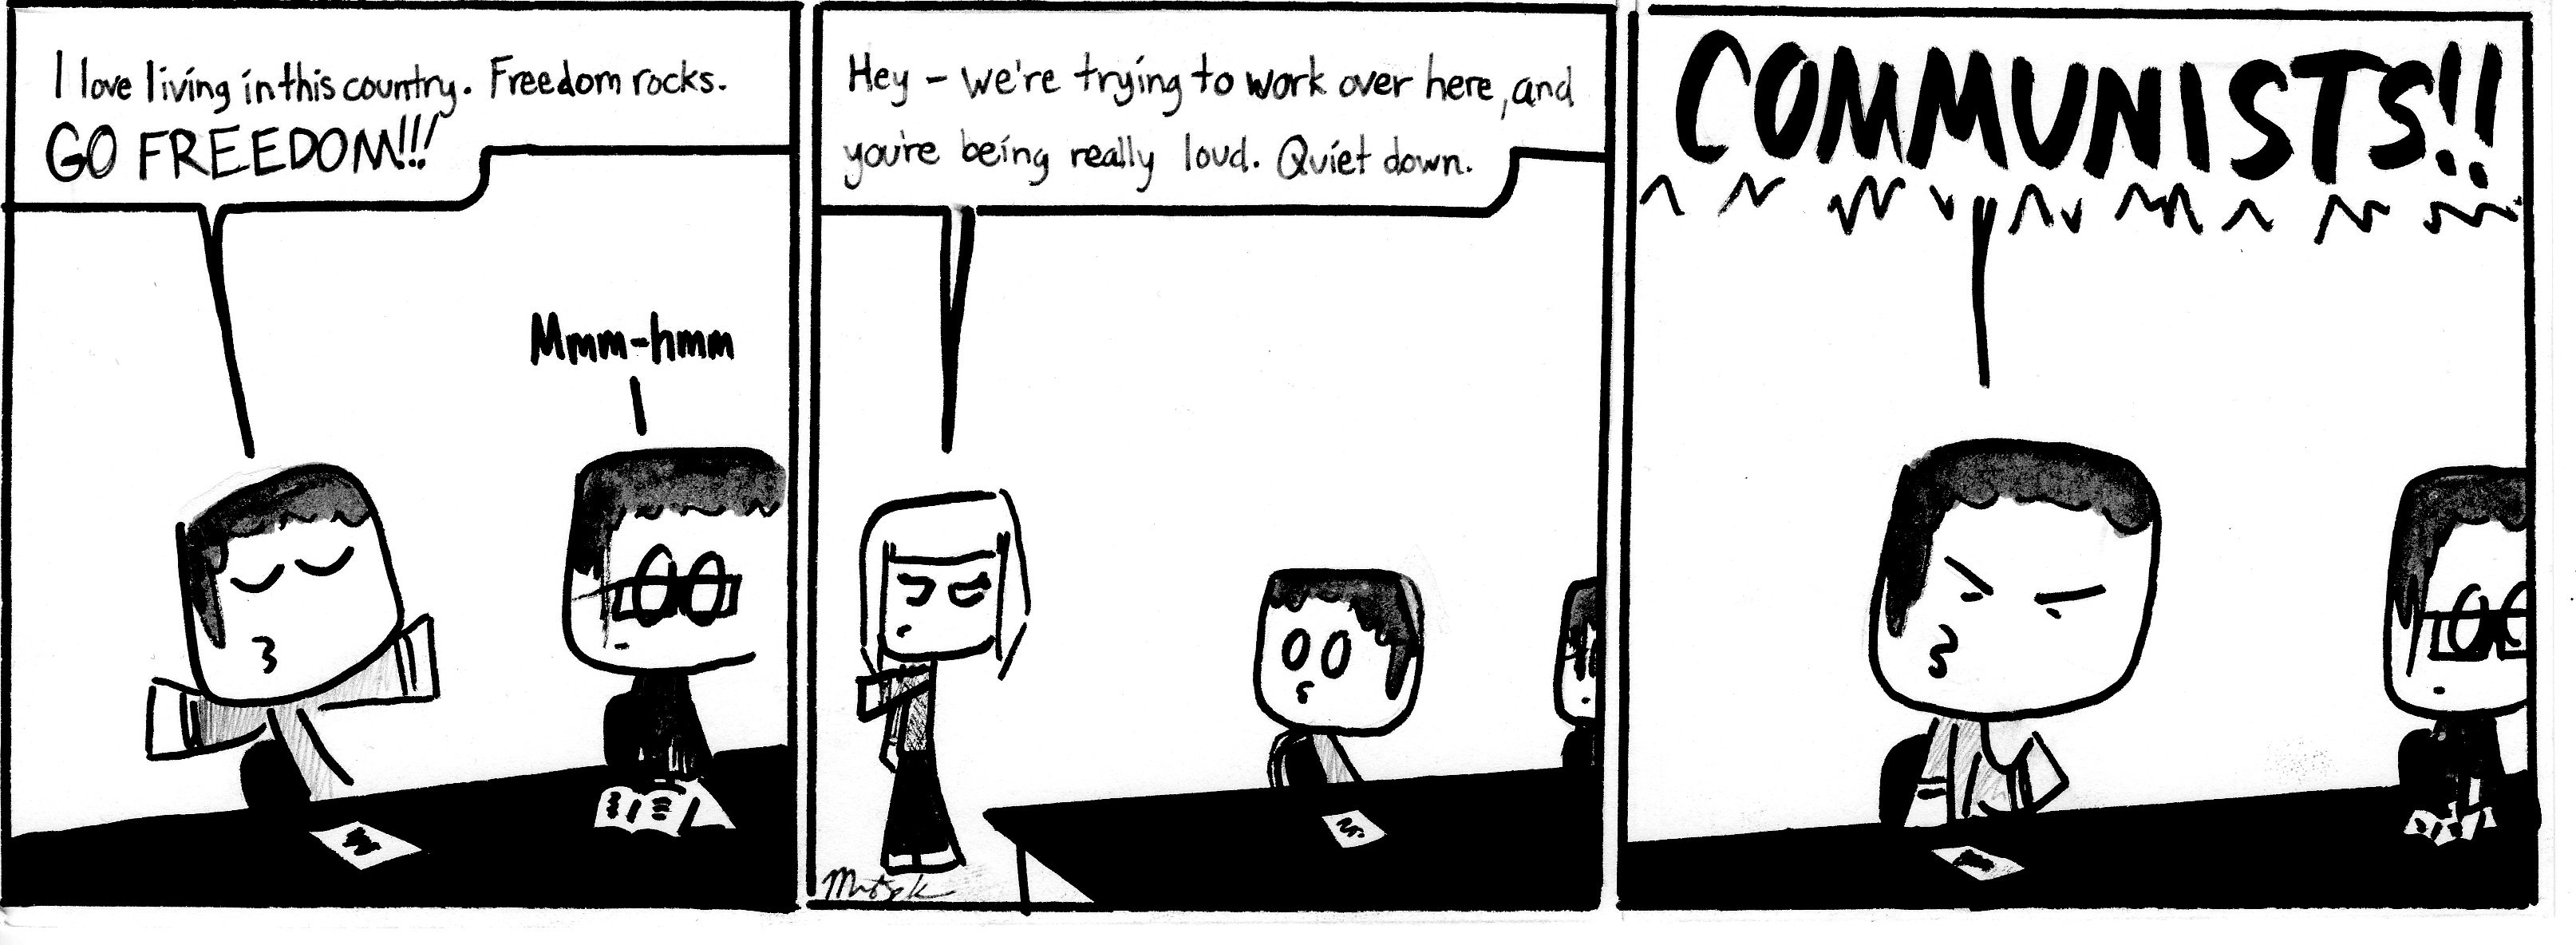 I love living in this country. Freedom rocks.
GO FREEDOM!!!
Mmm-hmm
Hey - we're trying to work over here, and
you're being really loud. Quiet down.
COMMUNISTS!!